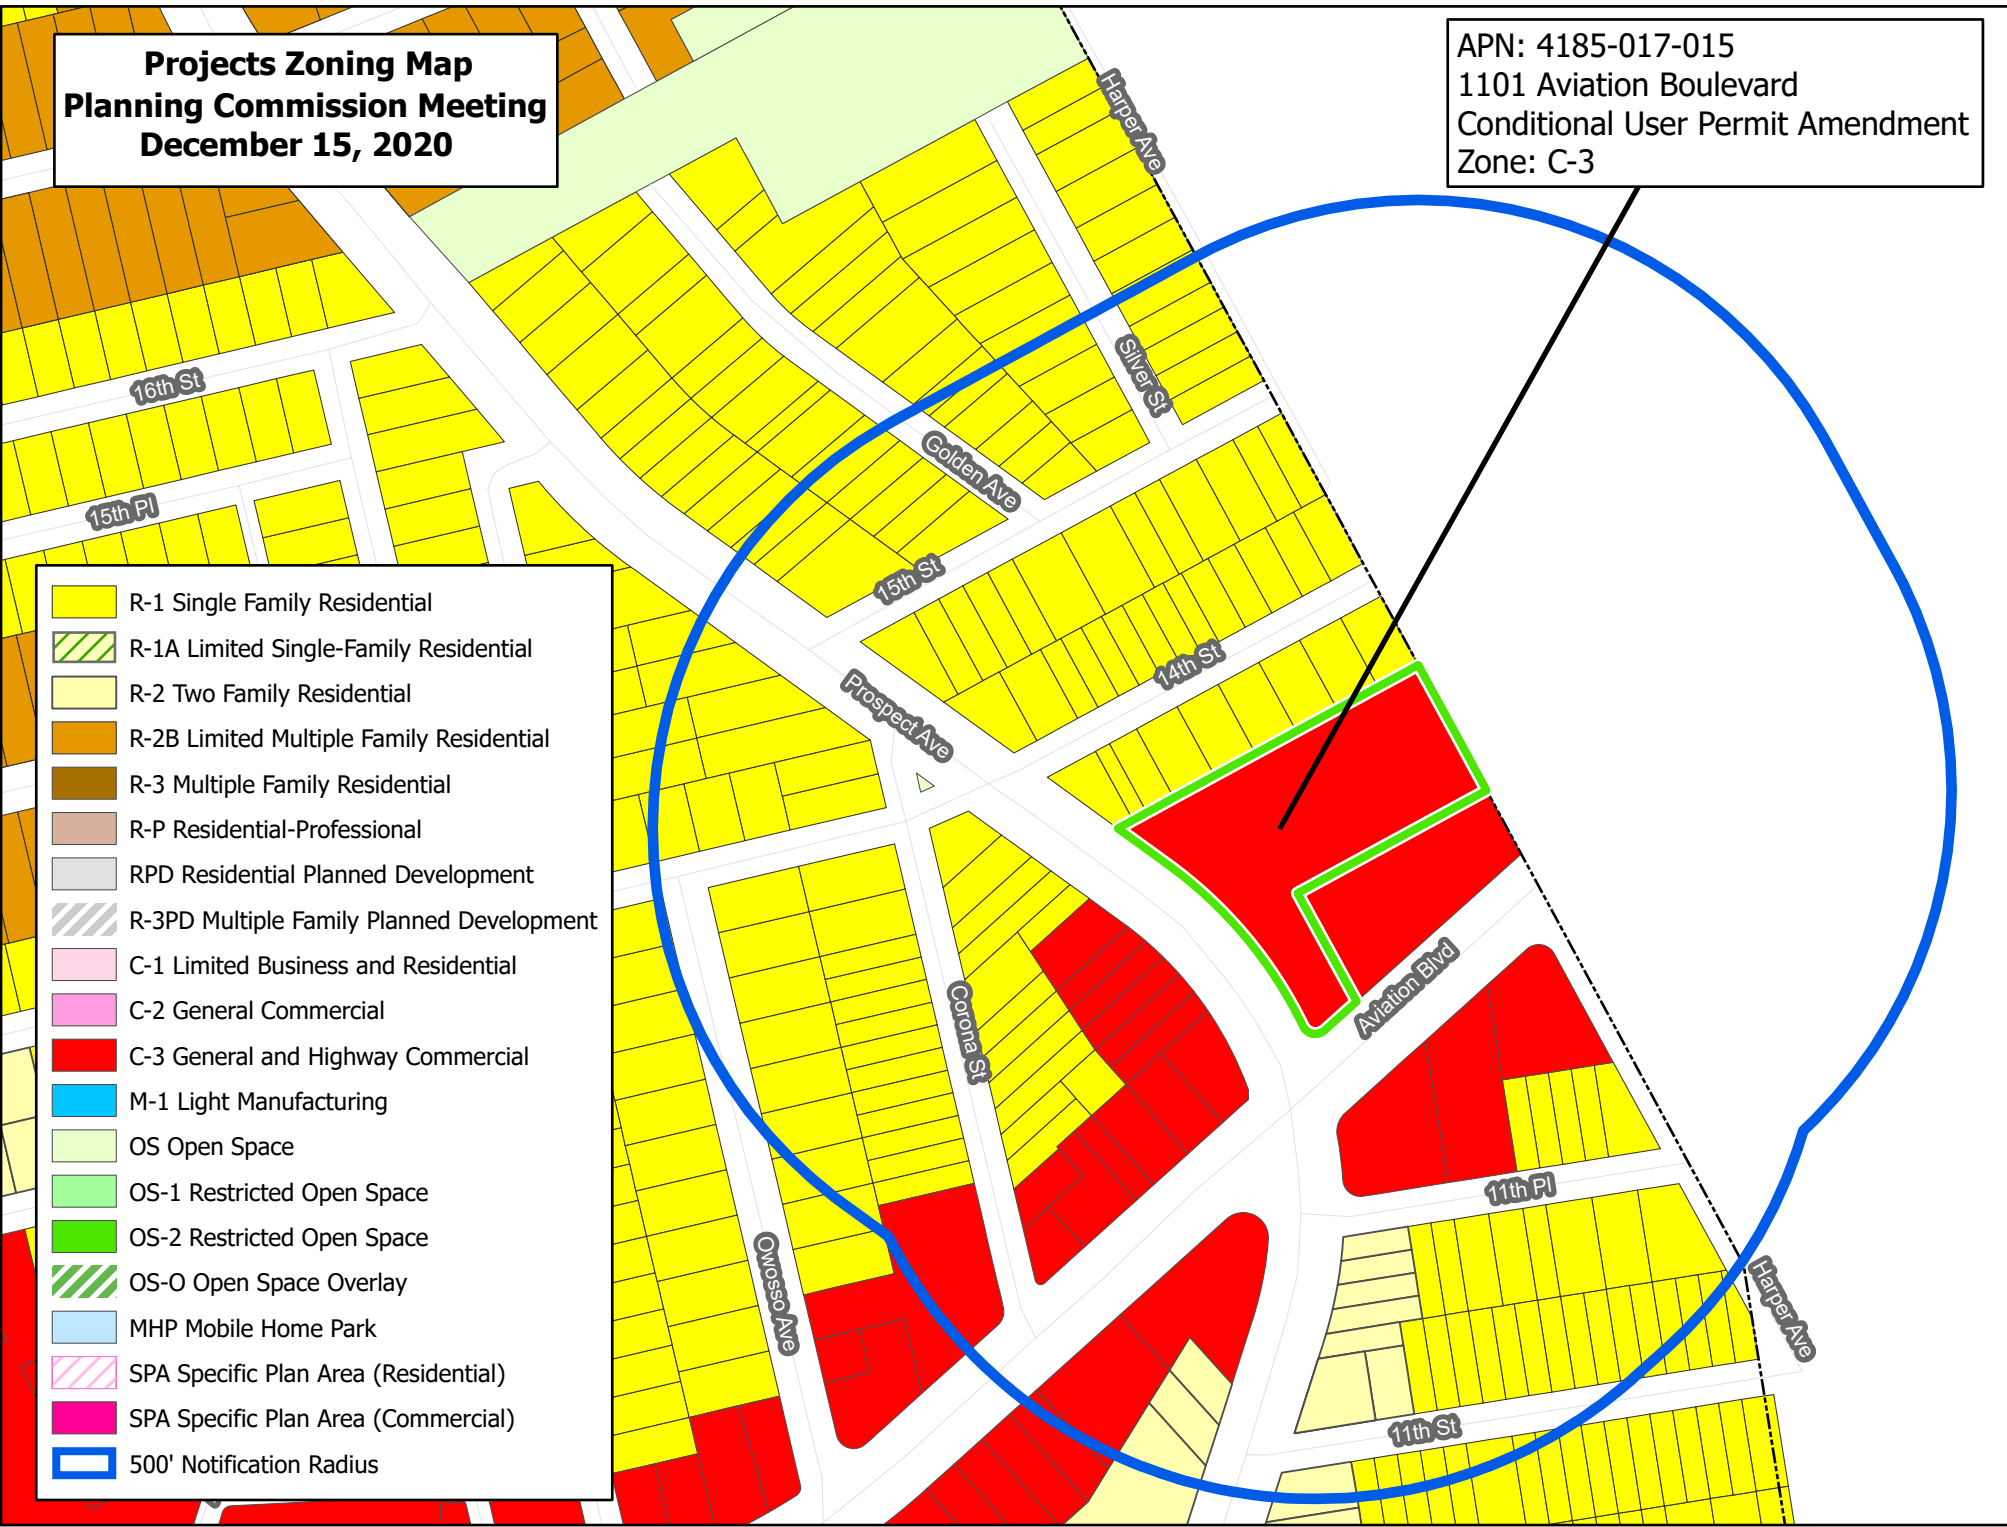 Projects Zoning Map
Planning Commission Meeting
December 15, 2020
APN: 4185-017-015
1101 Aviation Boulevard
Conditional User Permit Amendment
Zone: C-3
Harper Ave
Silver St
16th St
Golden Ave
15th Pl
15th St
14th St
Prospect Ave
Aviation Blvd
Corona St
11th Pl
Owosso Ave
Harper Ave
11th St
R-1 Single Family Residential
R-1A Limited Single-Family Residential
R-2 Two Family Residential
R-2B Limited Multiple Family Residential
R-3 Multiple Family Residential
R-P Residential-Professional
RPD Residential Planned Development
R-3PD Multiple Family Planned Development
C-1 Limited Business and Residential
C-2 General Commercial
C-3 General and Highway Commercial
M-1 Light Manufacturing
OS Open Space
OS-1 Restricted Open Space
OS-2 Restricted Open Space
OS-O Open Space Overlay
MHP Mobile Home Park
SPA Specific Plan Area (Residential)
SPA Specific Plan Area (Commercial)
500' Notification Radius